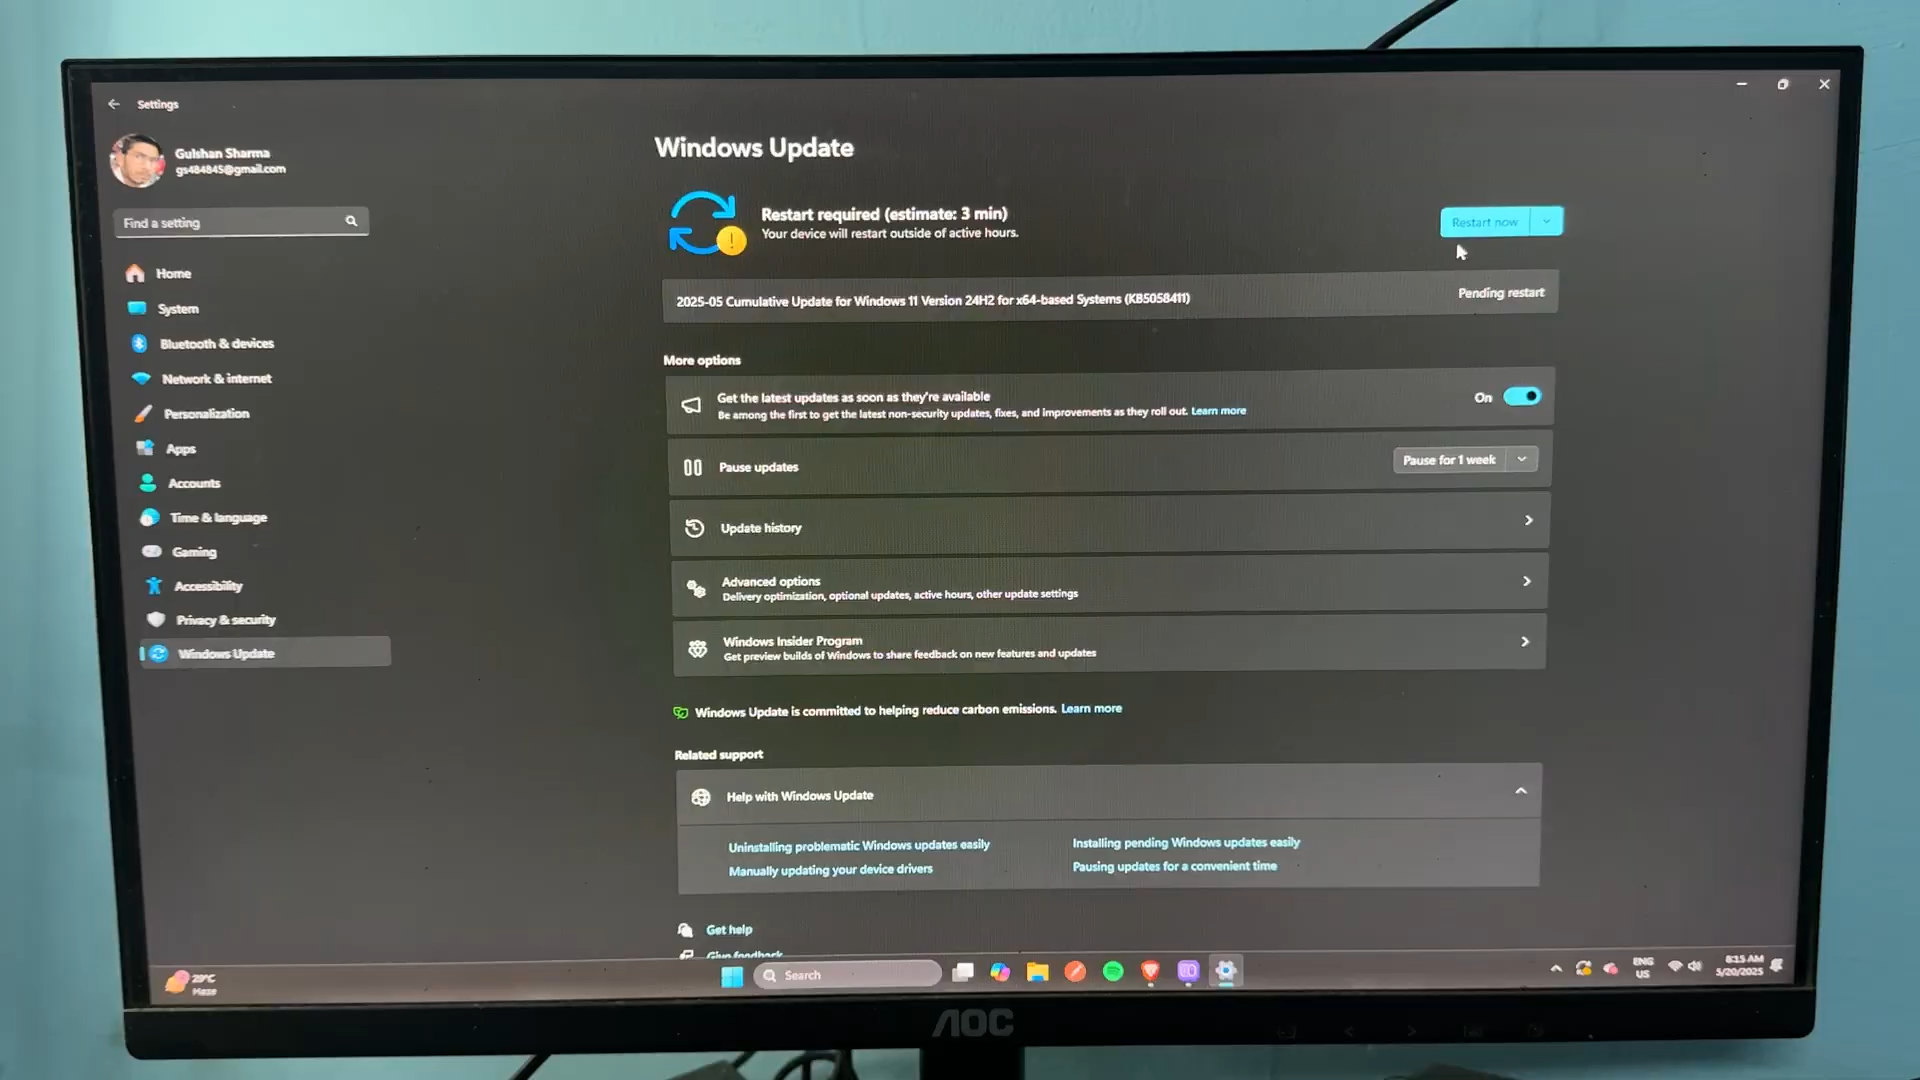 Settings
Gulshan Sharma
gs484845@gmail.com
Find a setting
Home
System
Bluetooth & devices
Network & internet
Personalization
Apps
Accounts
Time & language
Gaming
Accessibility
Privacy & security
Windows Update
Windows Update
Restart required (estimate: 3 min)
Your device will restart outside of active hours.
Restart now
2025-05 Cumulative Update for Windows 11 Version 24H2 for x64-based Systems (KB5058411)
Pending restart
More options
Get the latest updates as soon as they're available
Be among the first to get the latest non-security updates, fixes, and improvements as they roll out. Learn more
On
Pause updates
Pause for 1 week
Update history
Advanced options
Delivery optimization, optional updates, active hours, other update settings
Windows Insider Program
Get preview builds of Windows to share feedback on new features and updates
Windows Update is committed to helping reduce carbon emissions. Learn more
Related support
Help with Windows Update
Uninstalling problematic Windows updates easily
Installing pending Windows updates easily
Manually updating your device drivers
Pausing updates for a convenient time
Get help
Give feedback
29°C
Haze
Search
ENG
US
8:15 AM
5/20/2025
AOC